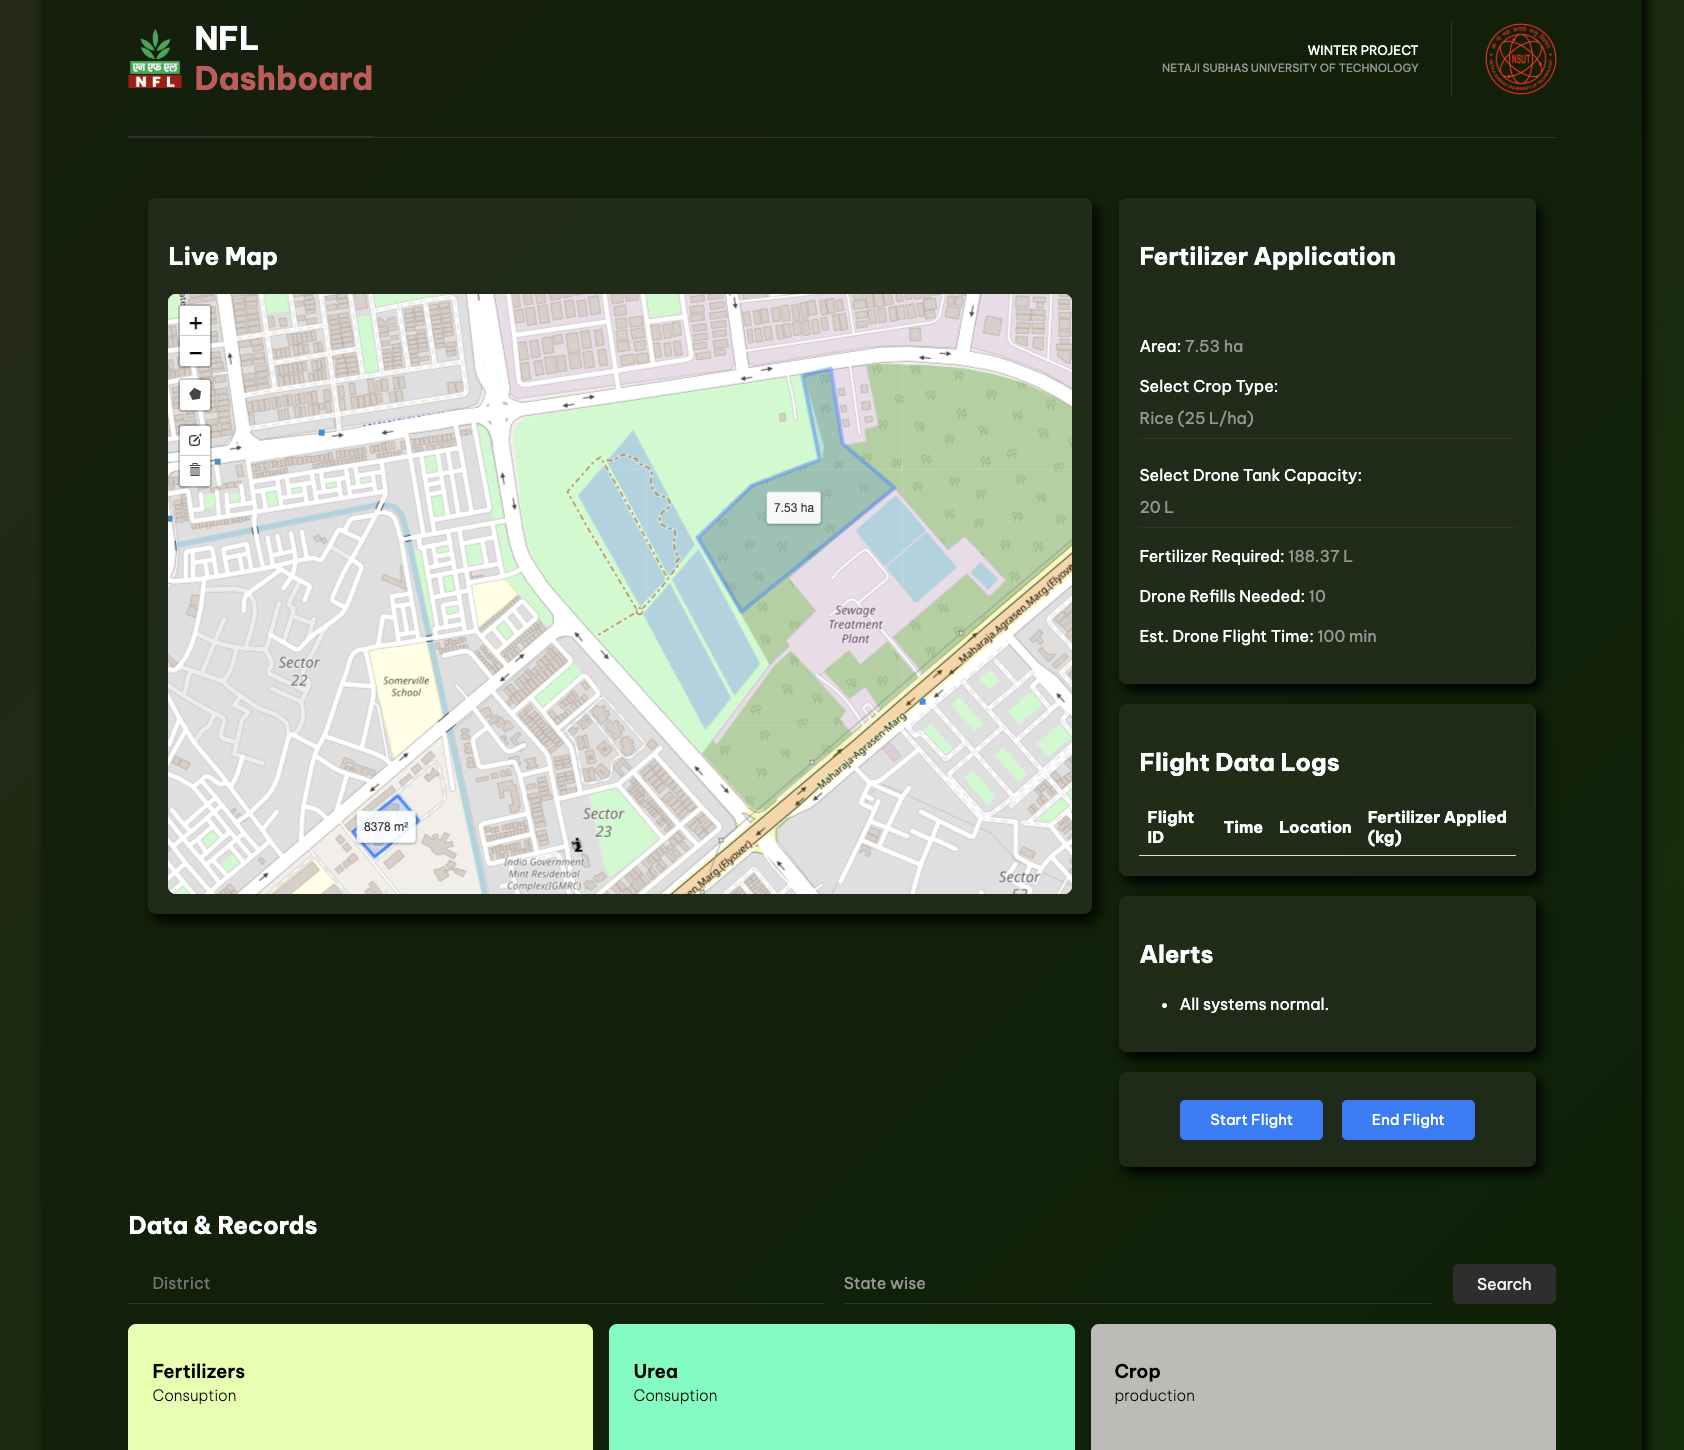 एन एफ एल
NFL
NFL
Dashboard
WINTER PROJECT
NETAJI SUBHAS UNIVERSITY OF TECHNOLOGY
NSUT
Live Map
+
−
7.53 ha
Sewage
Treatment
Plant
Sector
22
Somerville
School
Maharaja Agrasen Marg (Flyover)
Maharaja Agrasen Marg
8378 m²
Sector
23
India Government
Mint Residential
Complex(IGMRC)
Marg (Flyover)
Sector
Fertilizer Application
Area: 7.53 ha
Select Crop Type:
Rice (25 L/ha)
Select Drone Tank Capacity:
20 L
Fertilizer Required: 188.37 L
Drone Refills Needed: 10
Est. Drone Flight Time: 100 min
Flight Data Logs
Flight ID Time Location Fertilizer Applied (kg)
Alerts
• All systems normal.
Start Flight End Flight
Data & Records
District State wise Search
Fertilizers
Consuption
Urea
Consuption
Crop
production